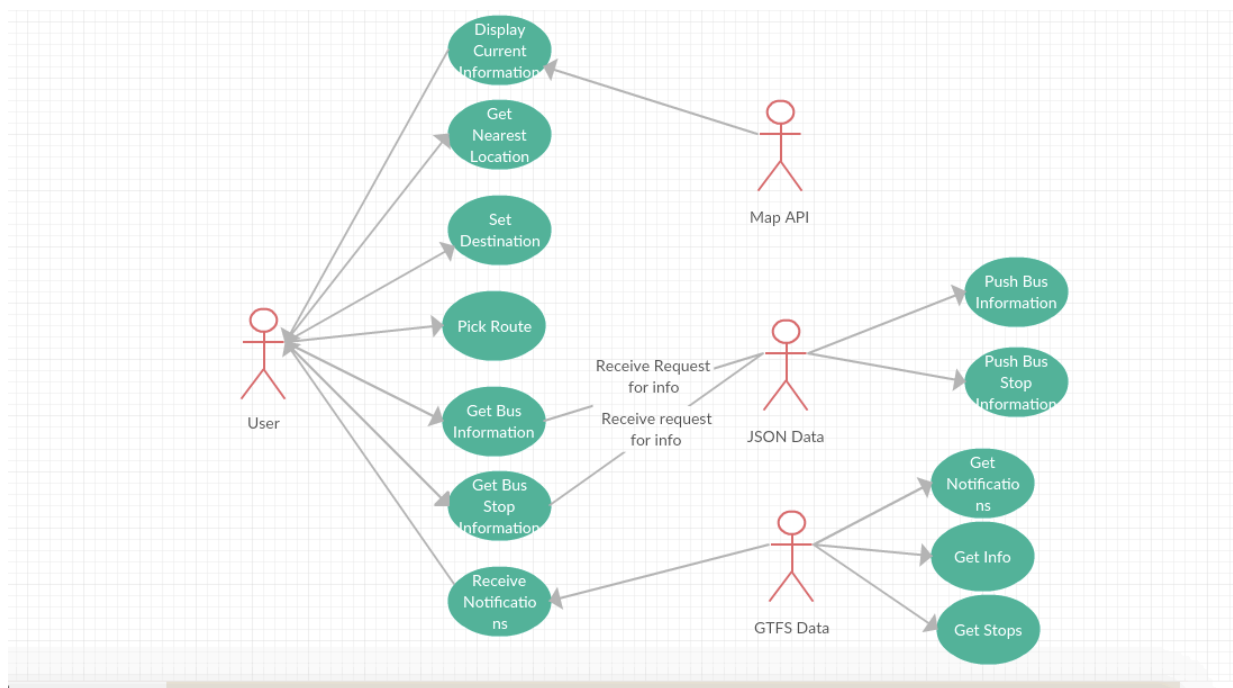 Display
Current
Information
Get
Nearest
Location
Map API
Set
Destination
Push Bus
Information
Pick Route
Receive Request
for info
Push Bus
Stop
Information
User
Get Bus
Information
Receive request
for info
JSON Data
Get Bus
Stop
Information
Get
Notificatio
ns
Get Info
Receive
Notificatio
ns
GTFS Data
Get Stops